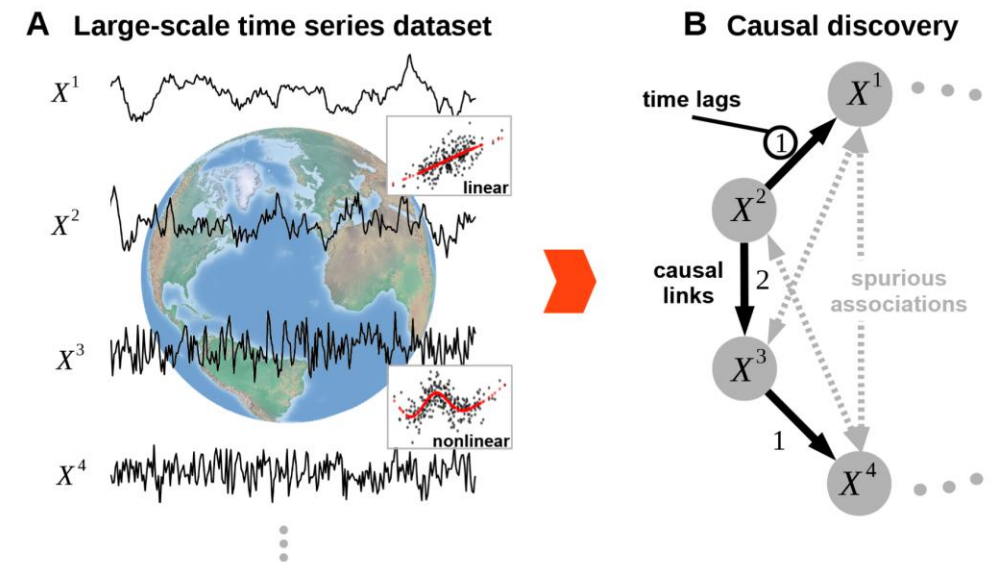 A Large-scale time series dataset
X¹
linear
X²
X³
nonlinear
X⁴
B Causal discovery
X¹
time lags
1
X²
causal
links
2
spurious
associations
X³
1
X⁴